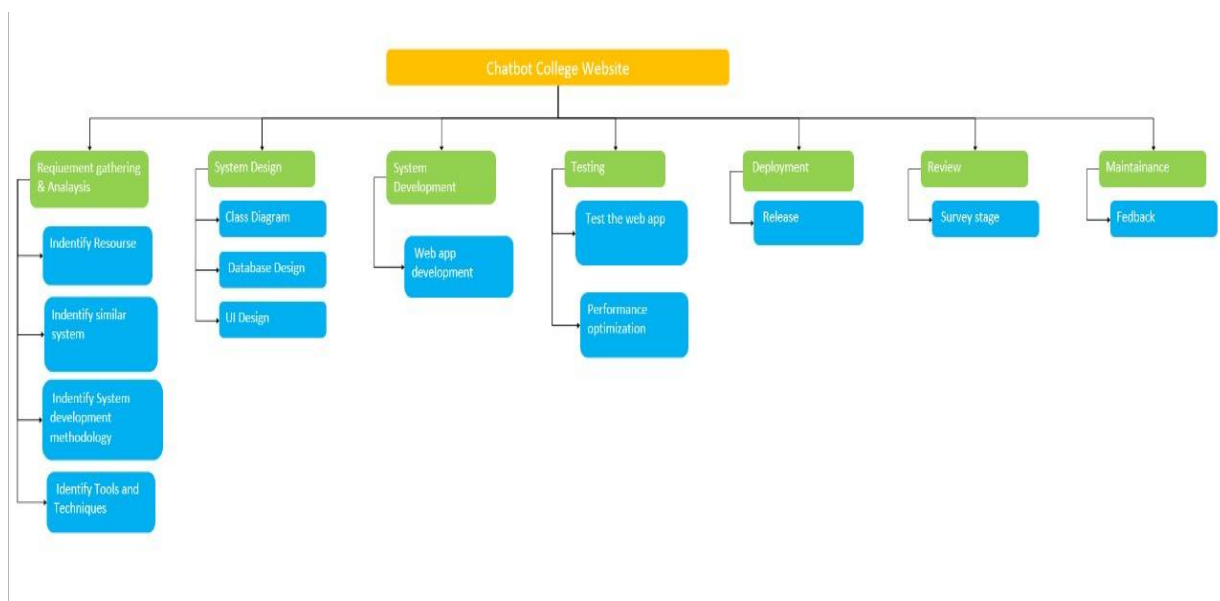 Chatbot College Website
Reqiuement gathering
& Analaysis
Indentify Resourse
Indentify similar
system
Indentify System
development
methodology
Identify Tools and
Techniques
System Design
Class Diagram
Database Design
UI Design
System
Development
Web app
development
Testing
Test the web app
Performance
optimization
Deployment
Release
Review
Survey stage
Maintainance
Fedback